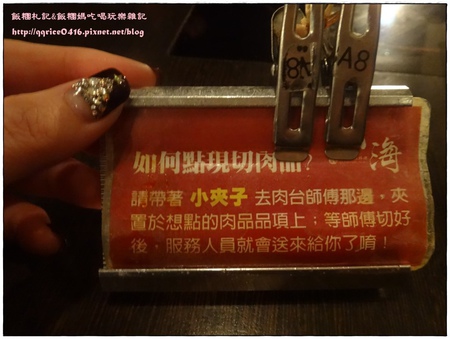 飯糰札記&飯糰媽吃喝玩樂雜記
http://qqrice0416.pixnet.net/blog
A8
如何點現切肉品?
海
請帶著 小夾子 去肉台師傅那邊，夾
置於想點的肉品品項上；等師傅切好
後，服務人員就會送來給你了唷！